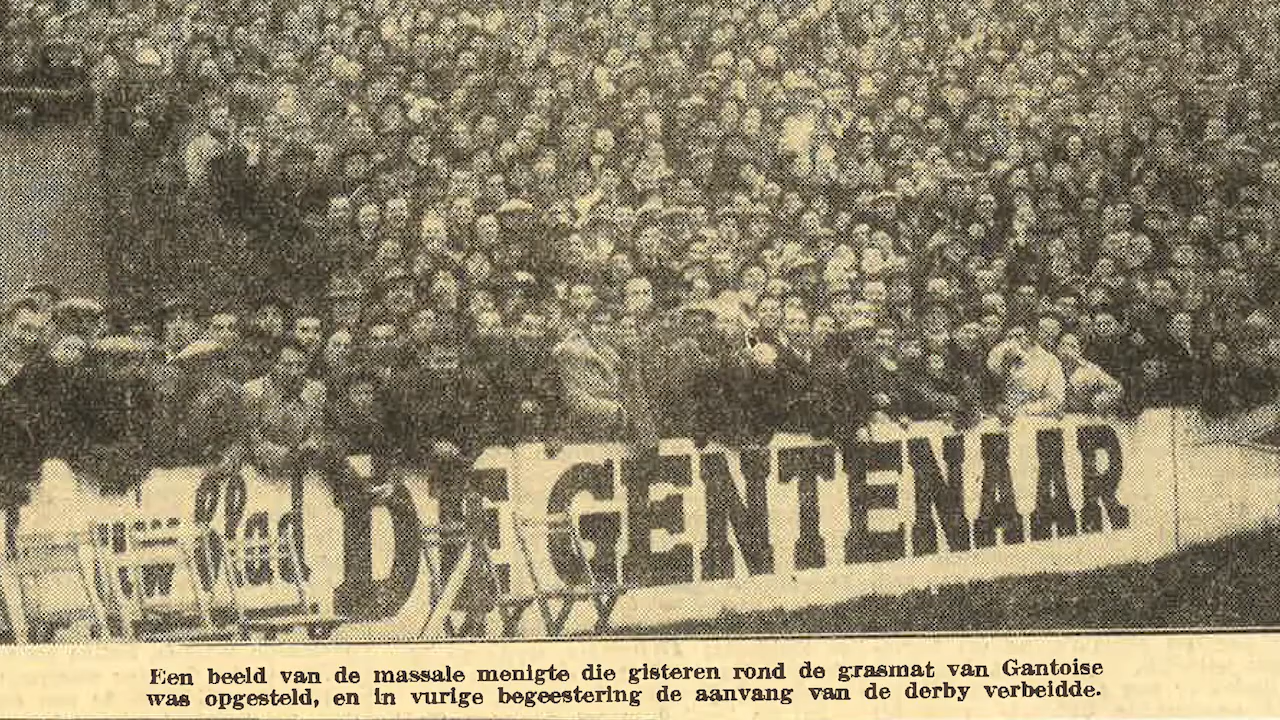 DE GENTENAAR
Een beeld van de massale menigte die gisteren rond de grasmat van Gantoise
was opgesteld, en in vurige begeestering de aanvang van de derby verbeidde.